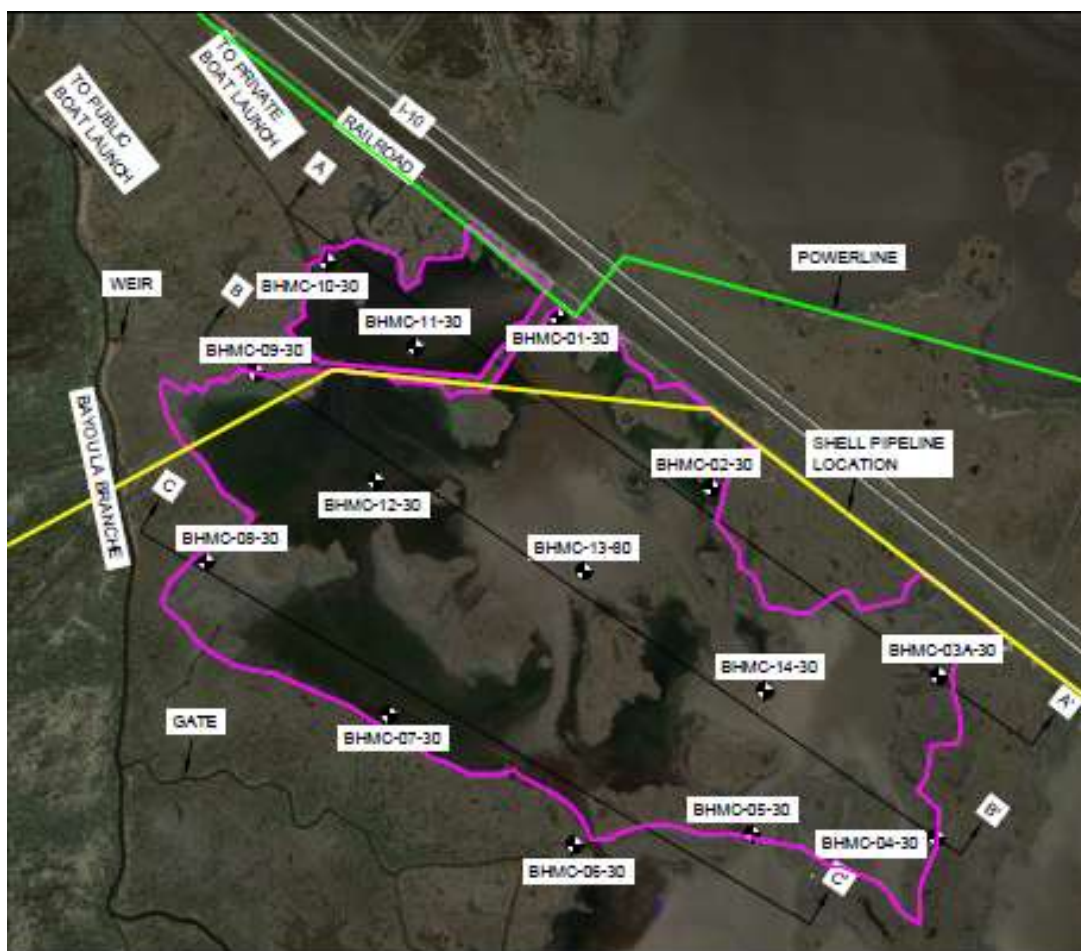 TO PUBLIC
BOAT LAUNCH
TO PRIVATE
BOAT LAUNCH
I-10
RAILROAD
A
POWERLINE
BHMC-10-30
WEIR
B
BHMC-11-30
BHMC-01-30
BHMC-09-30
BAYOU LA BRANCHE
SHELL PIPELINE
LOCATION
C
BHMC-02-30
BHMC-12-30
BHMC-08-30
BHMC-13-60
BHMC-03A-30
BHMC-14-30
A'
GATE
BHMC-07-30
BHMC-05-30
B'
BHMC-04-30
BHMC-06-30
C'